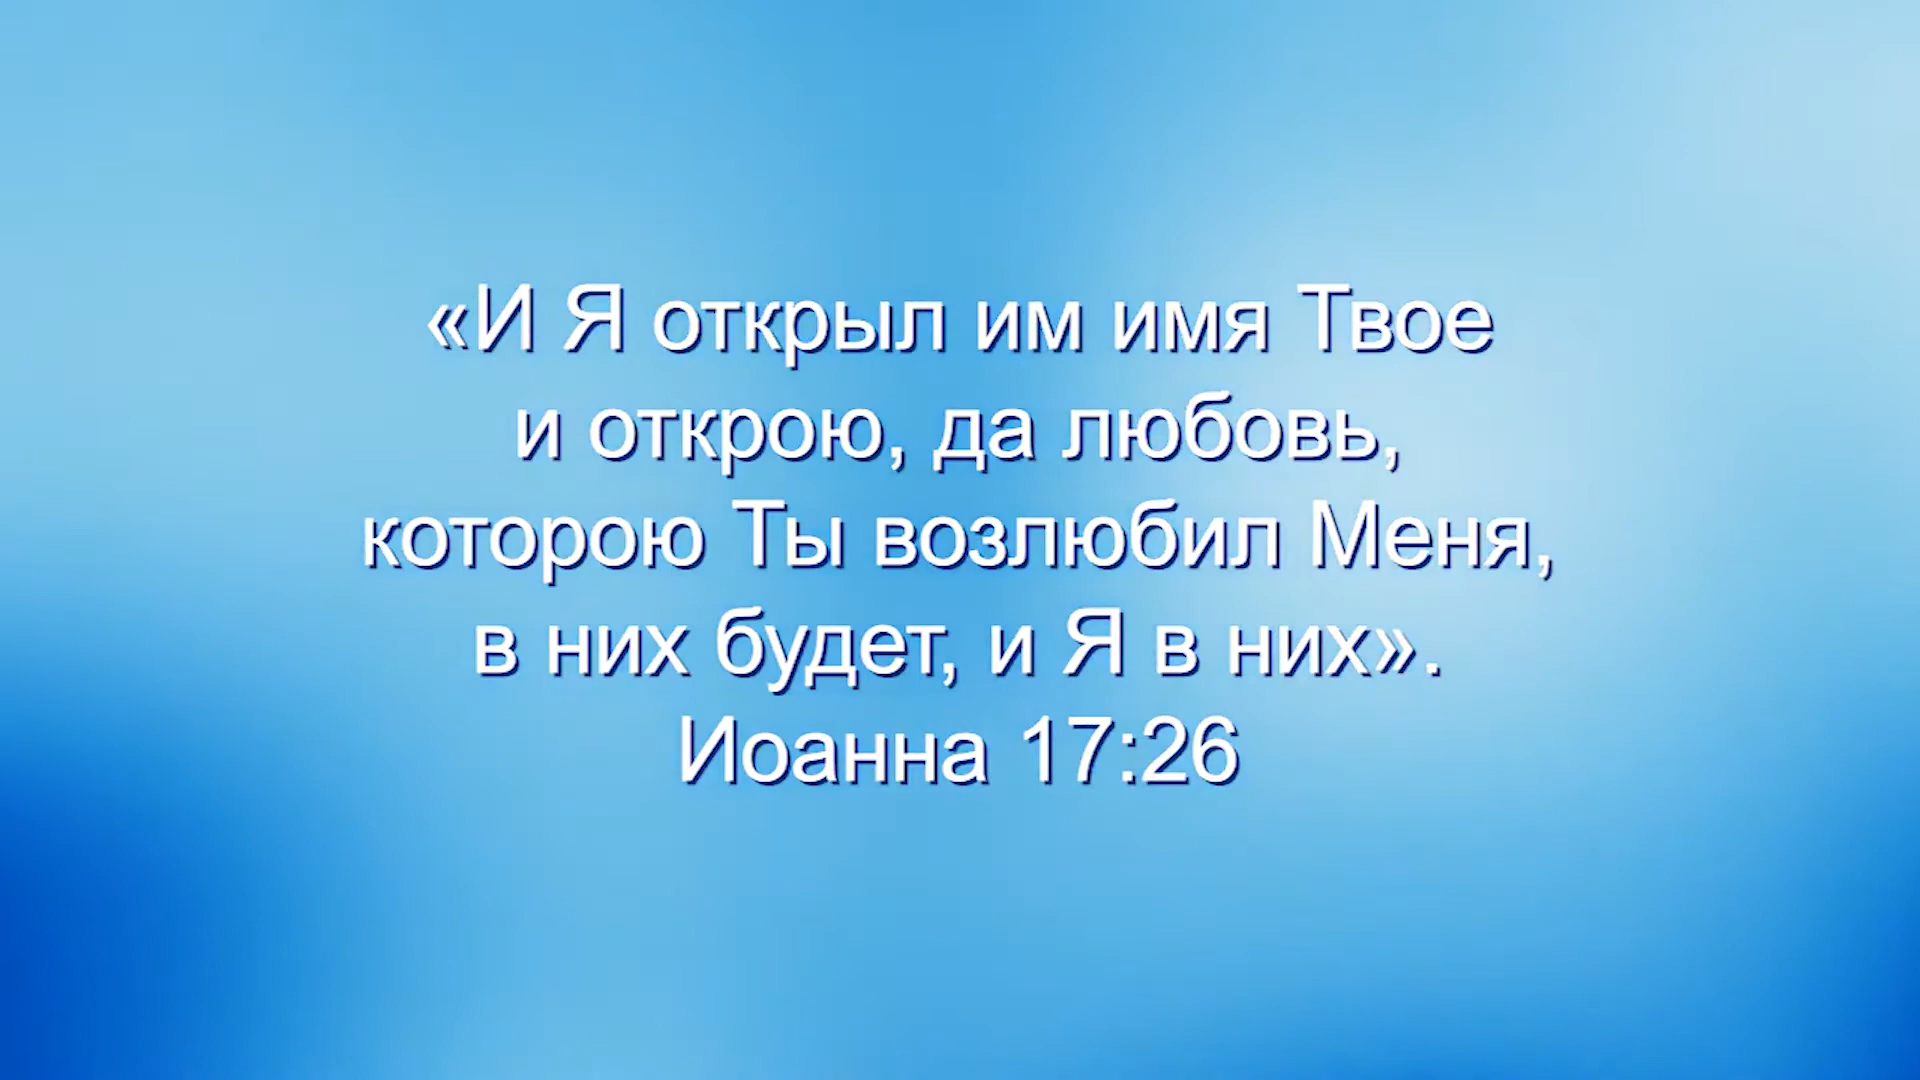 «И Я открыл им имя Твое
и открою, да любовь,
которою Ты возлюбил Меня,
в них будет, и Я в них».
Иоанна 17:26